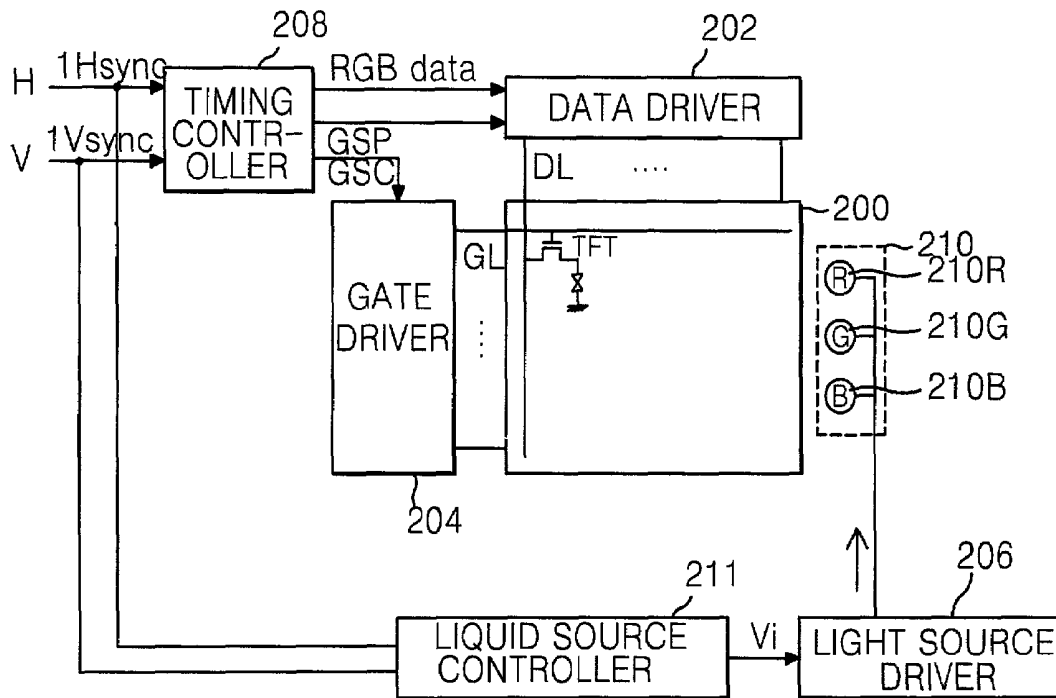 208
202
H
1Hsync
RGB data
TIMING
CONTR-
OLLER
DATA DRIVER
V
1Vsync
GSP
GSC
DL
....
200
GL
TFT
210
R
210R
GATE
DRIVER
....
G
210G
B
210B
204
211
206
LIQUID SOURCE
CONTROLLER
Vi
LIGHT SOURCE
DRIVER